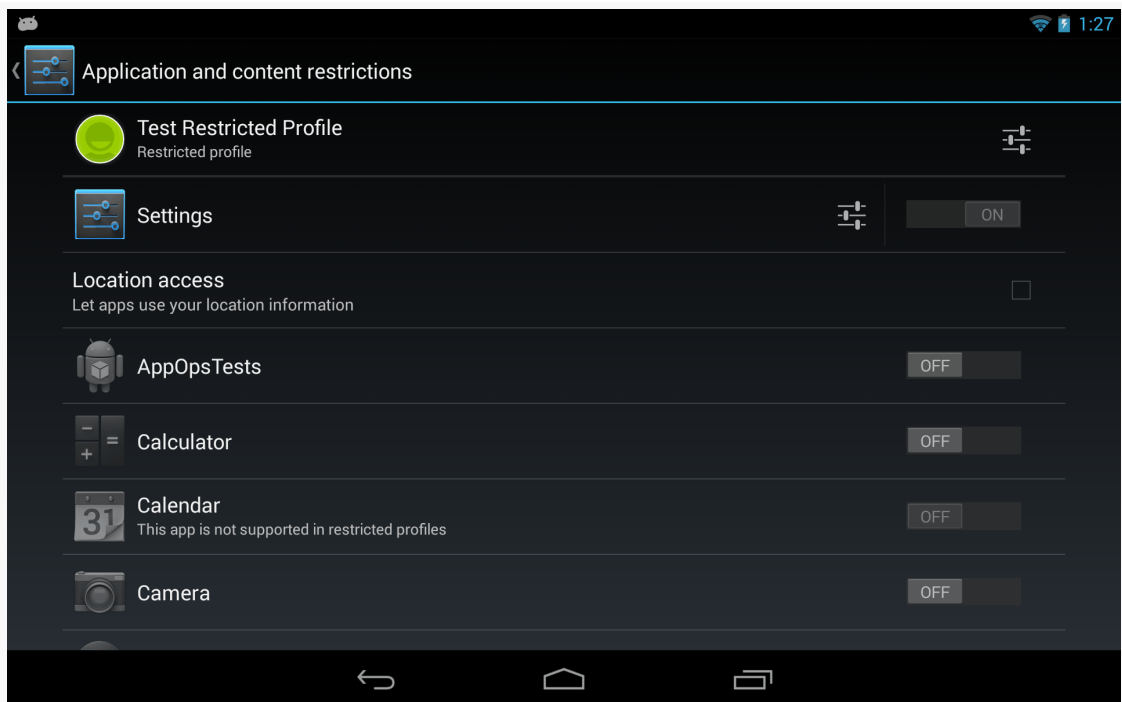 1:27
Application and content restrictions
Test Restricted Profile
Restricted profile
Settings
ON
Location access
Let apps use your location information
AppOpsTests
OFF
Calculator
OFF
31
Calendar
This app is not supported in restricted profiles
OFF
Camera
OFF